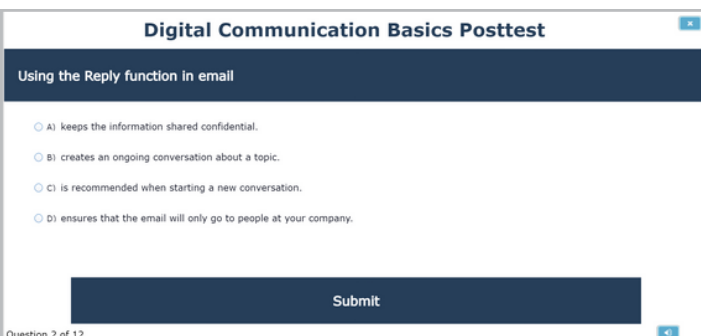 Digital Communication Basics Posttest
x
Using the Reply function in email
A) keeps the information shared confidential.
B) creates an ongoing conversation about a topic.
C) is recommended when starting a new conversation.
D) ensures that the email will only go to people at your company.
Submit
Question 2 of 12